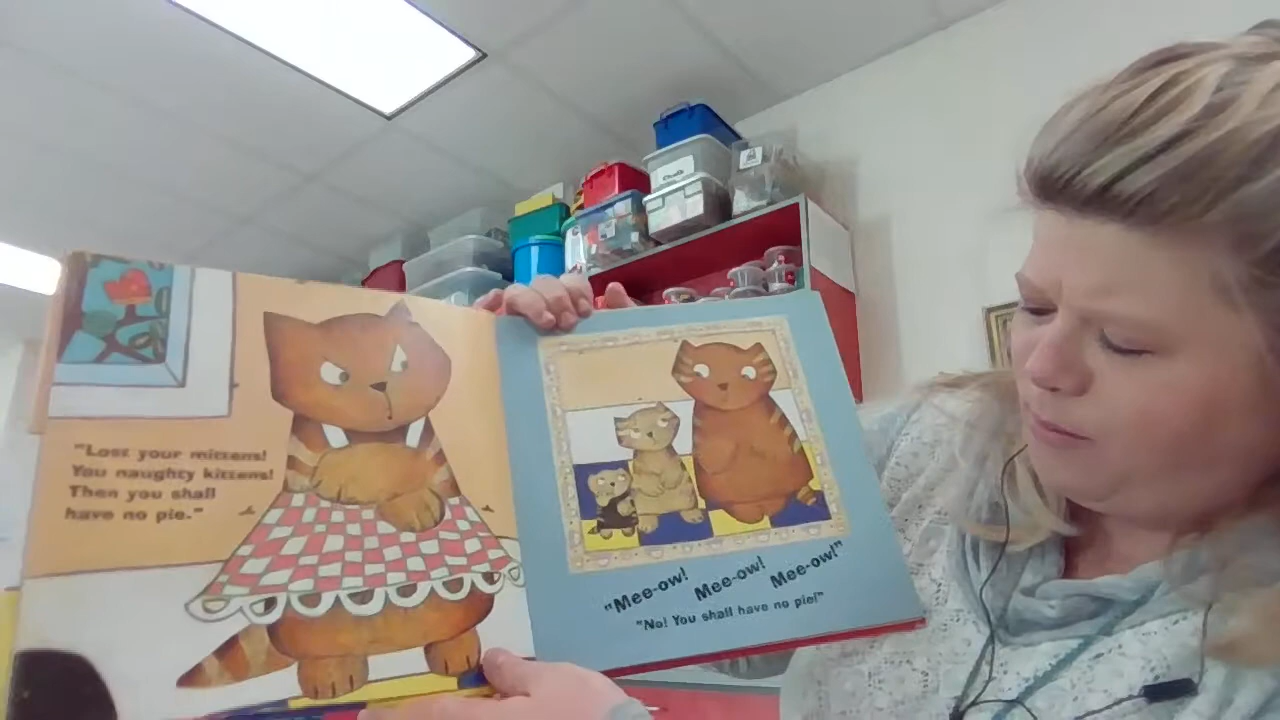 Chalk
"Lost your mittens!
You naughty kittens!
Then you shall
have no pie."
"Mee-ow! Mee-ow! Mee-ow!"
"No! You shall have no pie!"